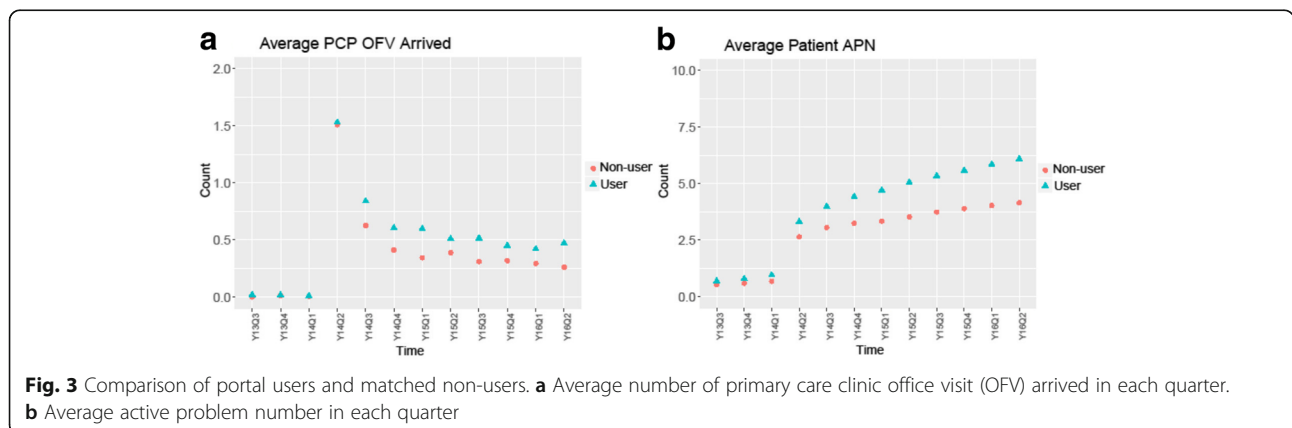 a
Average PCP OFV Arrived
2.0
1.5
1.0
0.5
0.0
Count
Y13Q3
Y13Q4
Y14Q1
Y14Q2
Y14Q3
Y14Q4
Y15Q1
Y15Q2
Y15Q3
Y15Q4
Y16Q1
Y16Q2
Time
Non-user
User
b
Average Patient APN
10.0
7.5
5.0
2.5
0.0
Count
Y13Q3
Y13Q4
Y14Q1
Y14Q2
Y14Q3
Y14Q4
Y15Q1
Y15Q2
Y15Q3
Y15Q4
Y16Q1
Y16Q2
Time
Non-user
User
Fig. 3 Comparison of portal users and matched non-users. a Average number of primary care clinic office visit (OFV) arrived in each quarter.
b Average active problem number in each quarter